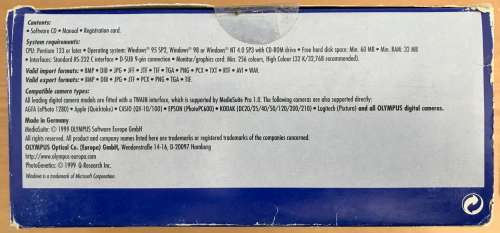 Contents:
• Software CD • Manual • Registration card.
System requirements:
CPU: Pentium 133 or later • Operating system: Windows® 95 SP2, Windows® 98 or Windows® NT 4.0 SP3 with CD-ROM drive • Free hard disk space: Min. 60 MB • Min. RAM: 32 MB
• Interfaces: Standard RS-232 C interface • D-SUB 9-pin connection • Monitor/graphics card: Min. 256 colours, High Colour 32 K/32,768 recommended).
Valid import formats: • BMP • DIB • JPG • JFF • JTF • TIF • TGA • PNG • PCX • TXT • RTF • AVI • WAV.
Valid export formats: • BMP • DIB • JPG • JTF • JFF • PCX • PNG • TGA • TIF.
Compatible camera types:
All leading digital camera models are fitted with a TWAIN interface, which is supported by MediaSuite Pro 1.0. The following cameras are also supported directly:
AGFA (ePhoto 1280) • Apple (Quicktake) • CASIO (QV-10/100) • EPSON (PhotoPC600) • KODAK (DC20/25/40/50/120/200/210) • Logitech (Pictura) and all OLYMPUS digital cameras.
Made in Germany
MediaSuite: © 1999 OLYMPUS Software Europe GmbH
All rights reserved. All product and company names listed here are trademarks or registered trademarks of the companies concerned.
OLYMPUS Optical Co. (Europa) GmbH, Wendenstraße 14-16, D-20097 Hamburg
http://www.olympus-europa.com
PhotoGenetics: © 1999 Q-Research Inc.
Windows is a trademark of Microsoft Corporation.